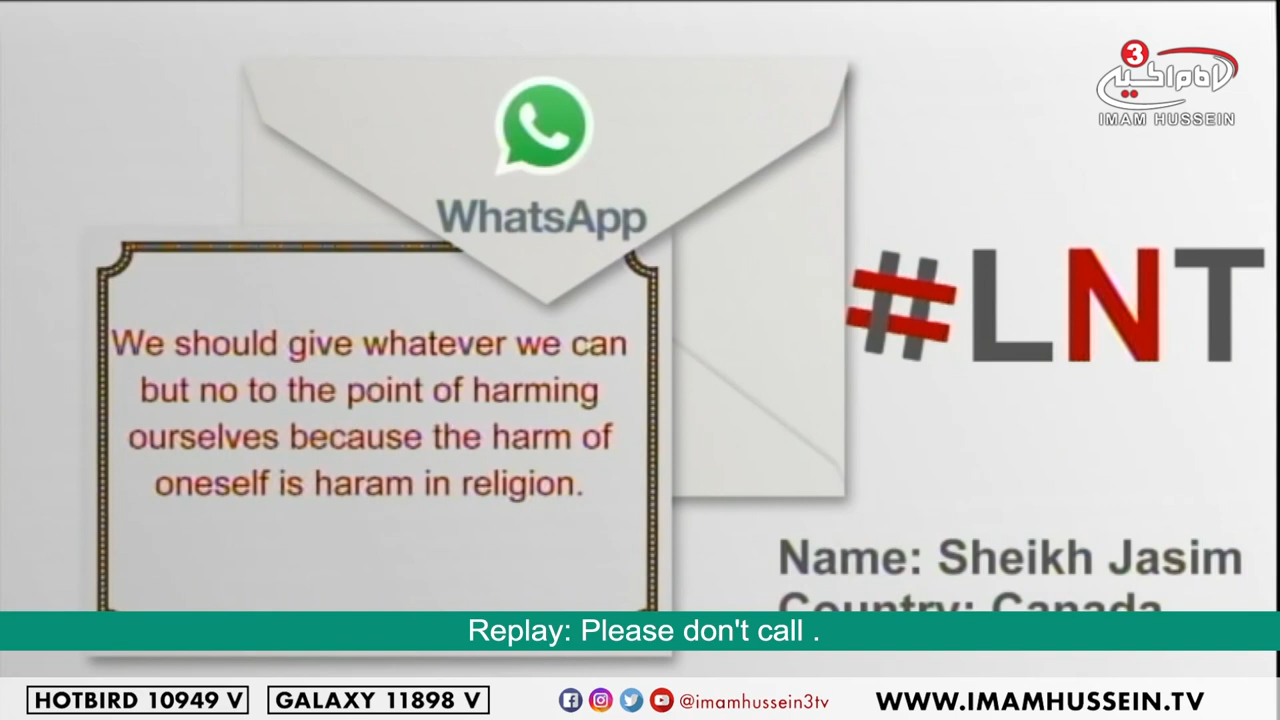 3
IMAM HUSSEIN
WhatsApp
#LNT
We should give whatever we can
but no to the point of harming
ourselves because the harm of
oneself is haram in religion.
Name: Sheikh Jasim
Country: Canada
Replay: Please don't call .
HOTBIRD 10949 V
GALAXY 11898 V
@imamhussein3tv
WWW.IMAMHUSSEIN.TV